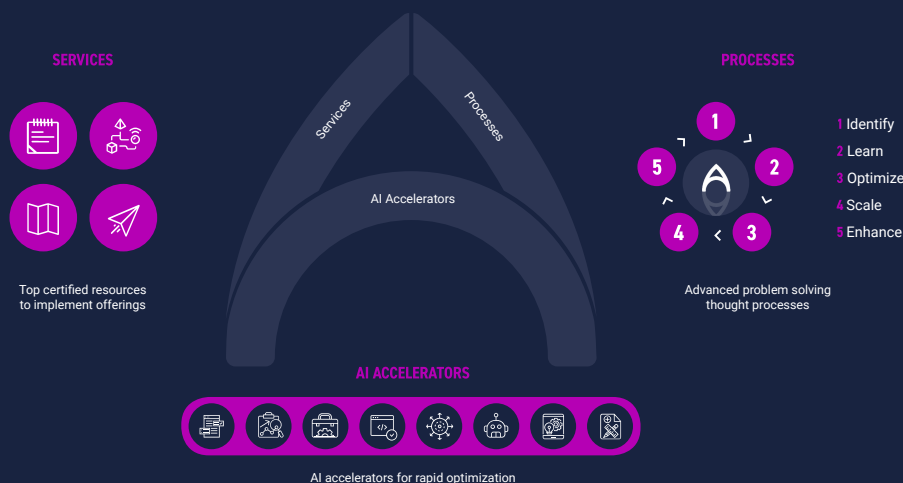 SERVICES
Top certified resources
to implement offerings
Services
Processes
AI Accelerators
PROCESSES
1
2
3
4
5
1 Identify
2 Learn
3 Optimize
4 Scale
5 Enhance
Advanced problem solving
thought processes
AI ACCELERATORS
</>
AI accelerators for rapid optimization